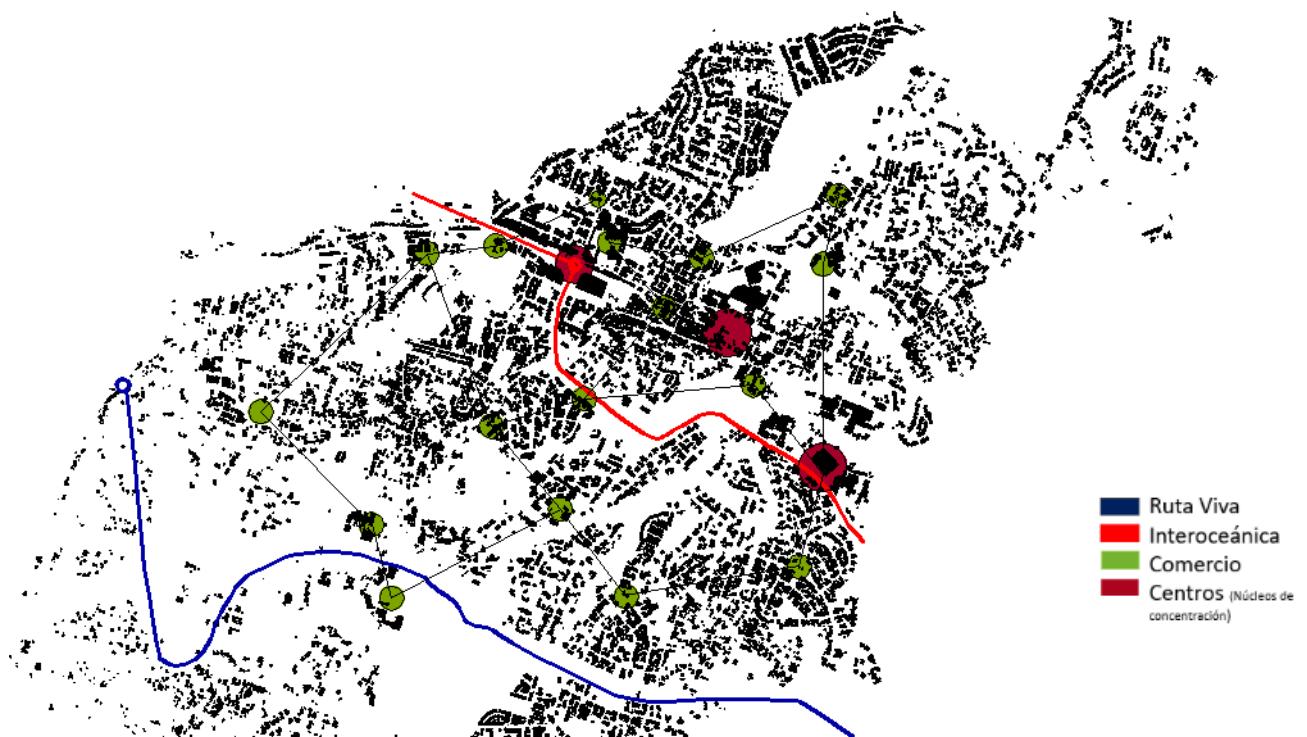 Ruta Viva
Interoceánica
Comercio
Centros (Núcleos de
concentración)